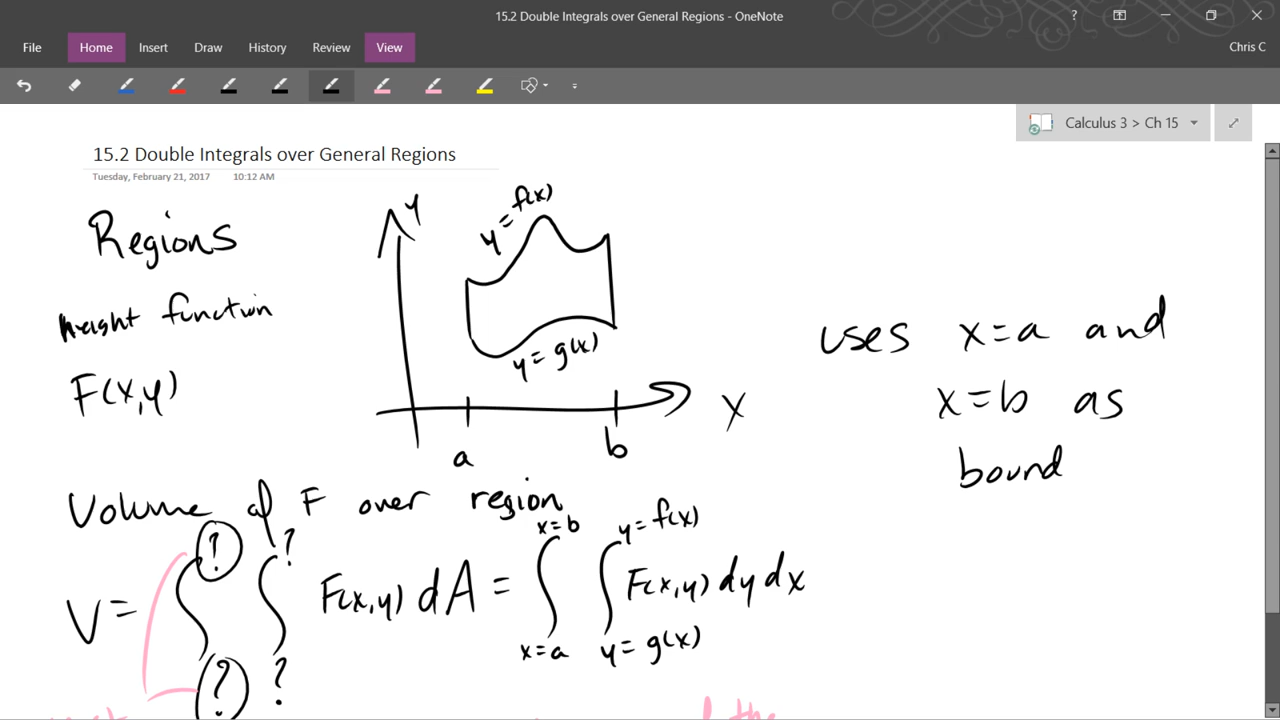 15.2 Double Integrals over General Regions - OneNote
?
File
Home
Insert
Draw
History
Review
View
Chris C
Calculus 3 > Ch 15
15.2 Double Integrals over General Regions
Tuesday, February 21, 2017 10:12 AM
Regions
height function
F(x,y)
y
y = f(x)
y = g(x)
x
a
b
uses x=a and
x=b as
bound
Volume of F over region
V = ∫ ∫ F(x,y) dA = ∫ ∫ F(x,y) dy dx
? ? x=b y=f(x)
? ? x=a y=g(x)
the